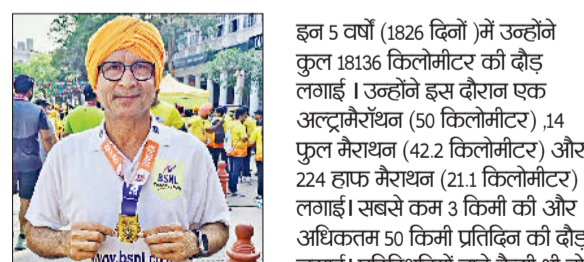 इन 5 वर्षों (1826 दिनों )में उन्होंने
कुल 18136 किलोमीटर की दौड़
लगाई । उन्होंने इस दौरान एक
अल्ट्रामैरॉथन (50 किलोमीटर) ,14
फुल मैराथन (42.2 किलोमीटर) और
224 हाफ मैराथन (21.1 किलोमीटर)
लगाई। सबसे कम 3 किमी की और
अधिकतम 50 किमी प्रतिदिन की दौड़
BSNL
www.bsnl.co